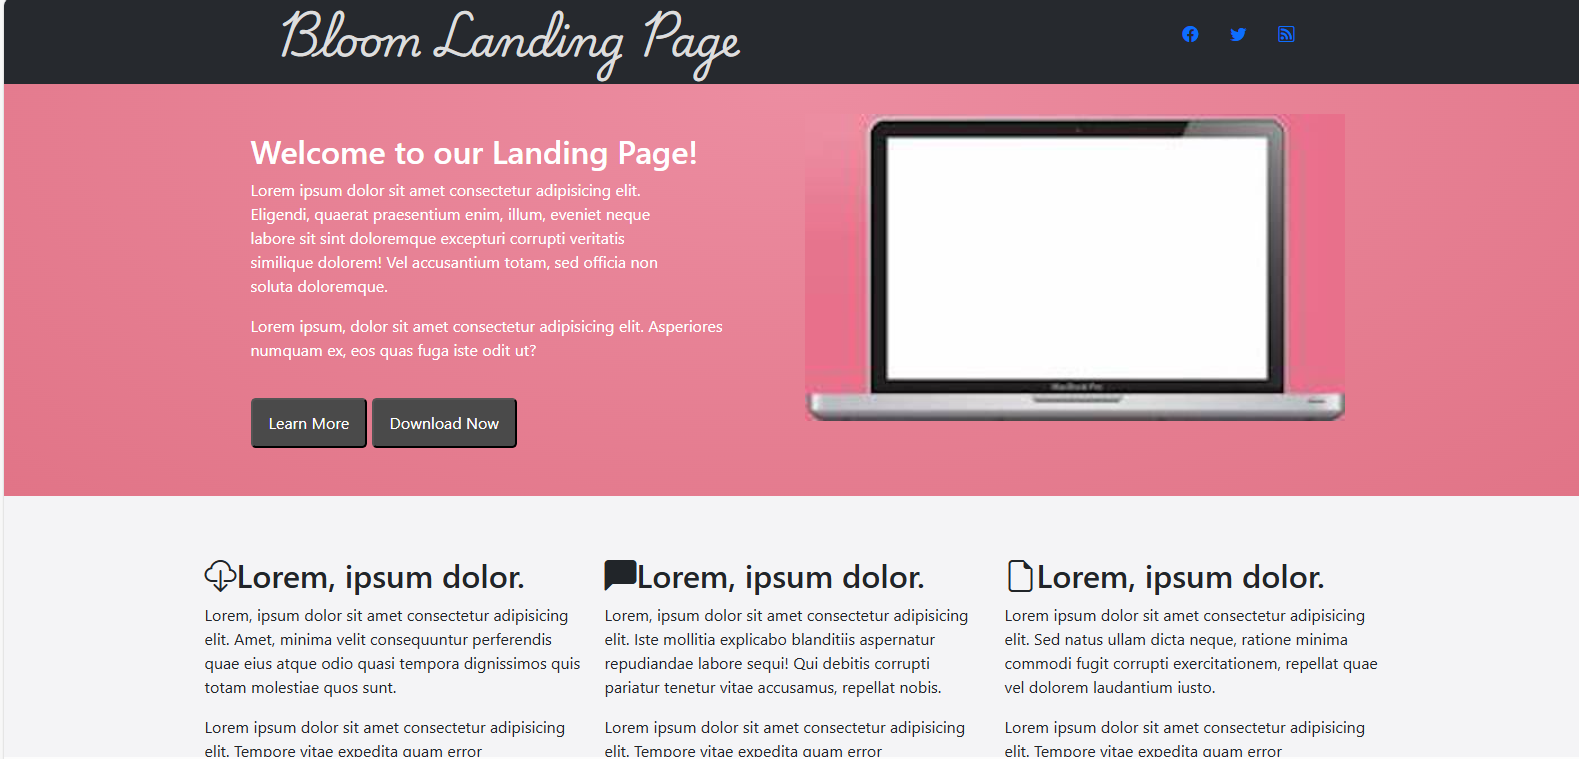 Bloom Landing Page
Welcome to our Landing Page!
Lorem ipsum dolor sit amet consectetur adipisicing elit.
Eligendi, quaerat praesentium enim, illum, eveniet neque
labore sit sint doloremque excepturi corrupti veritatis
similique dolorem! Vel accusantium totam, sed officia non
soluta doloremque.
Lorem ipsum, dolor sit amet consectetur adipisicing elit. Asperiores
numquam ex, eos quas fuga iste odit ut?
Learn More
Download Now
MacBook Pro
Lorem, ipsum dolor.
Lorem, ipsum dolor sit amet consectetur adipisicing
elit. Amet, minima velit consequuntur perferendis
quae eius atque odio quasi tempora dignissimos quis
totam molestiae quos sunt.
Lorem ipsum dolor sit amet consectetur adipisicing
elit. Tempore vitae expedita quam error
Lorem, ipsum dolor.
Lorem, ipsum dolor sit amet consectetur adipisicing
elit. Iste mollitia explicabo blanditiis aspernatur
repudiandae labore sequi! Qui debitis corrupti
pariatur tenetur vitae accusamus, repellat nobis.
Lorem ipsum dolor sit amet consectetur adipisicing
elit. Tempore vitae expedita quam error
Lorem, ipsum dolor.
Lorem ipsum dolor sit amet consectetur adipisicing
elit. Sed natus ullam dicta neque, ratione minima
commodi fugit corrupti exercitationem, repellat quae
vel dolorem laudantium iusto.
Lorem ipsum dolor sit amet consectetur adipisicing
elit. Tempore vitae expedita quam error